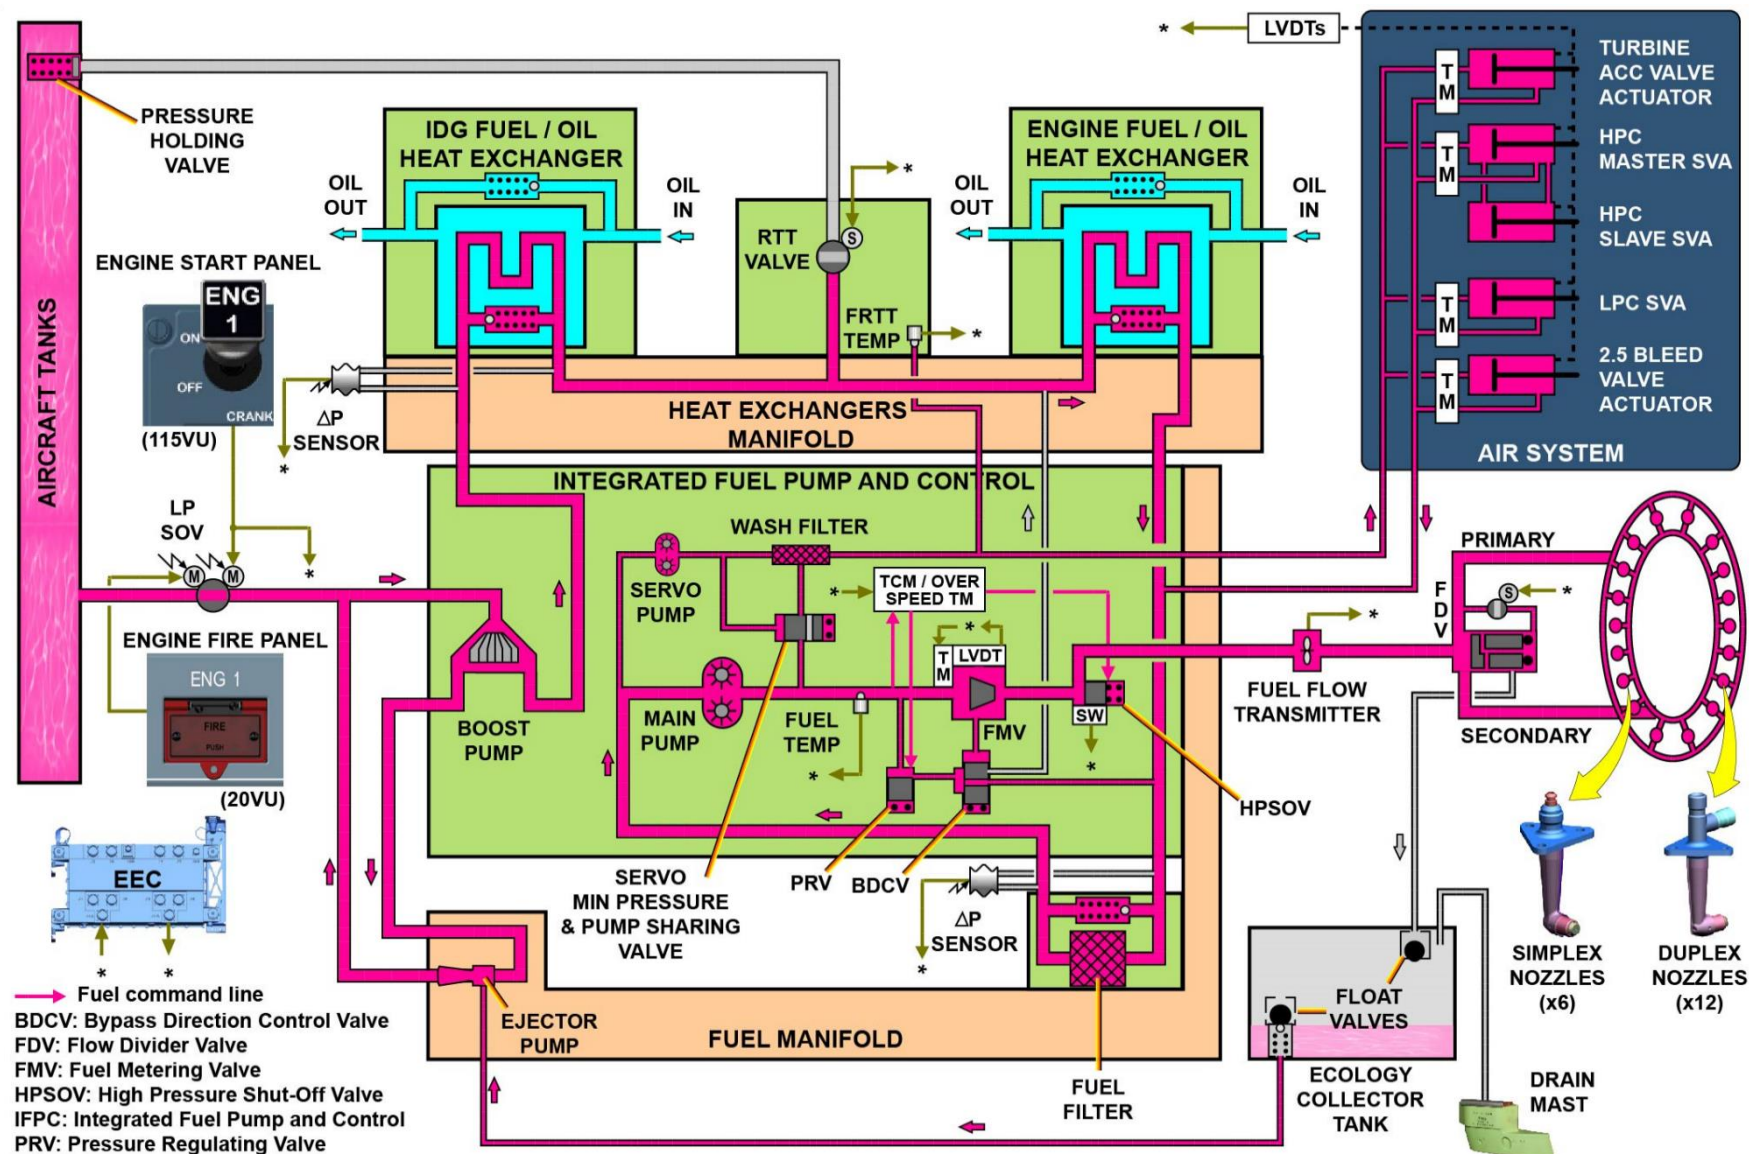 LVDTs
TURBINE
ACC VALVE
ACTUATOR
HPC
MASTER SVA
HPC
SLAVE SVA
LPC SVA
2.5 BLEED
VALVE
ACTUATOR
AIR SYSTEM
TM
TM
TM
TM
PRESSURE
HOLDING
VALVE
AIRCRAFT TANKS
IDG FUEL / OIL
HEAT EXCHANGER
OIL
OUT
OIL
IN
RTT
VALVE
S
FRTT
TEMP
*
*
*
ENGINE FUEL / OIL
HEAT EXCHANGER
OIL
OUT
OIL
IN
ENGINE START PANEL
ENG
1
ON
OFF
CRANK
(115VU)
ΔP
SENSOR
*
HEAT EXCHANGERS
MANIFOLD
LP
SOV
M
M
*
ENGINE FIRE PANEL
ENG 1
FIRE
PUSH
(20VU)
INTEGRATED FUEL PUMP AND CONTROL
WASH FILTER
SERVO
PUMP
*
TCM / OVER
SPEED TM
*
TM
LVDT
BOOST
PUMP
MAIN
PUMP
FUEL
TEMP
*
FMV
SW
*
HPSOV
SERVO
MIN PRESSURE
& PUMP SHARING
VALVE
PRV
BDCV
ΔP
SENSOR
*
*
FUEL FLOW
TRANSMITTER
PRIMARY
FDV
S
*
SECONDARY
EEC
*
*
EJECTOR
PUMP
FUEL MANIFOLD
FUEL
FILTER
FLOAT
VALVES
ECOLOGY
COLLECTOR
TANK
DRAIN
MAST
SIMPLEX
NOZZLES
(x6)
DUPLEX
NOZZLES
(x12)
Fuel command line
BDCV: Bypass Direction Control Valve
FDV: Flow Divider Valve
FMV: Fuel Metering Valve
HPSOV: High Pressure Shut-Off Valve
IFPC: Integrated Fuel Pump and Control
PRV: Pressure Regulating Valve